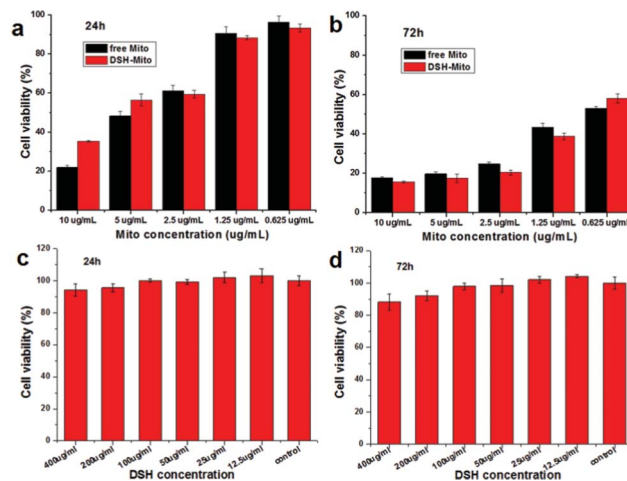 a
24h
free Mito
DSH-Mito
Cell viability (%)
100
80
60
40
20
0
10 ug/mL
5 ug/mL
2.5 ug/mL
1.25 ug/mL
0.625 ug/mL
Mito concentration (ug/mL)
b
72h
free Mito
DSH-Mito
Cell viability (%)
100
80
60
40
20
0
10 ug/mL
5 ug/mL
2.5 ug/mL
1.25 ug/mL
0.625 ug/mL
Mito concentration (ug/mL)
c
24h
Cell viability (%)
120
100
80
60
40
20
0
400ug/ml
200ug/ml
100ug/ml
50ug/ml
25ug/ml
12.5ug/ml
control
DSH concentration
d
72h
Cell viability (%)
120
100
80
60
40
20
0
400ug/ml
200ug/ml
100ug/ml
50ug/ml
25ug/ml
12.5ug/ml
control
DSH concentration